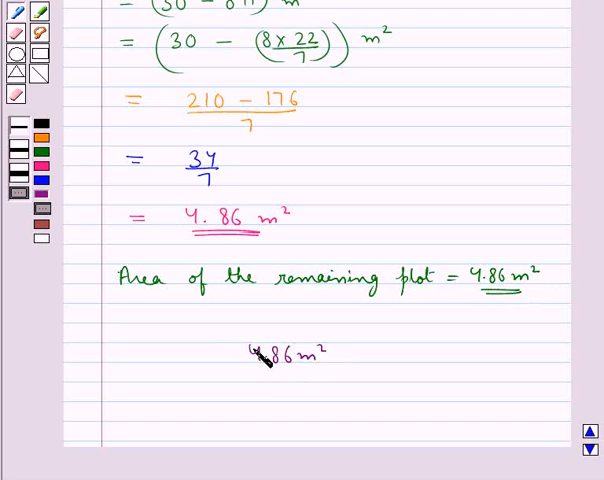 = (30 - 8π) m
= (30 - (8 × 22/7)) m²
= 210 - 176/7
= 34/7
= 4.86 m²
Area of the remaining plot = 4.86 m²
4.86 m²